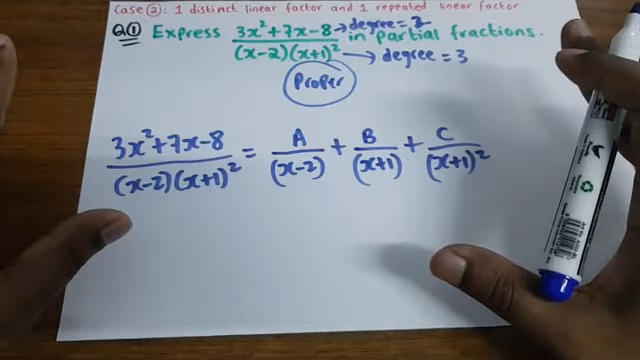 Case ②: 1 distinct linear factor and 1 repeated linear factor
Q① Express (3x²+7x-8)/((x-2)(x+1)²) in partial fractions.
→ degree = 2
→ degree = 3
Proper
(3x²+7x-8)/((x-2)(x+1)²) = A/(x-2) + B/(x+1) + C/(x+1)²